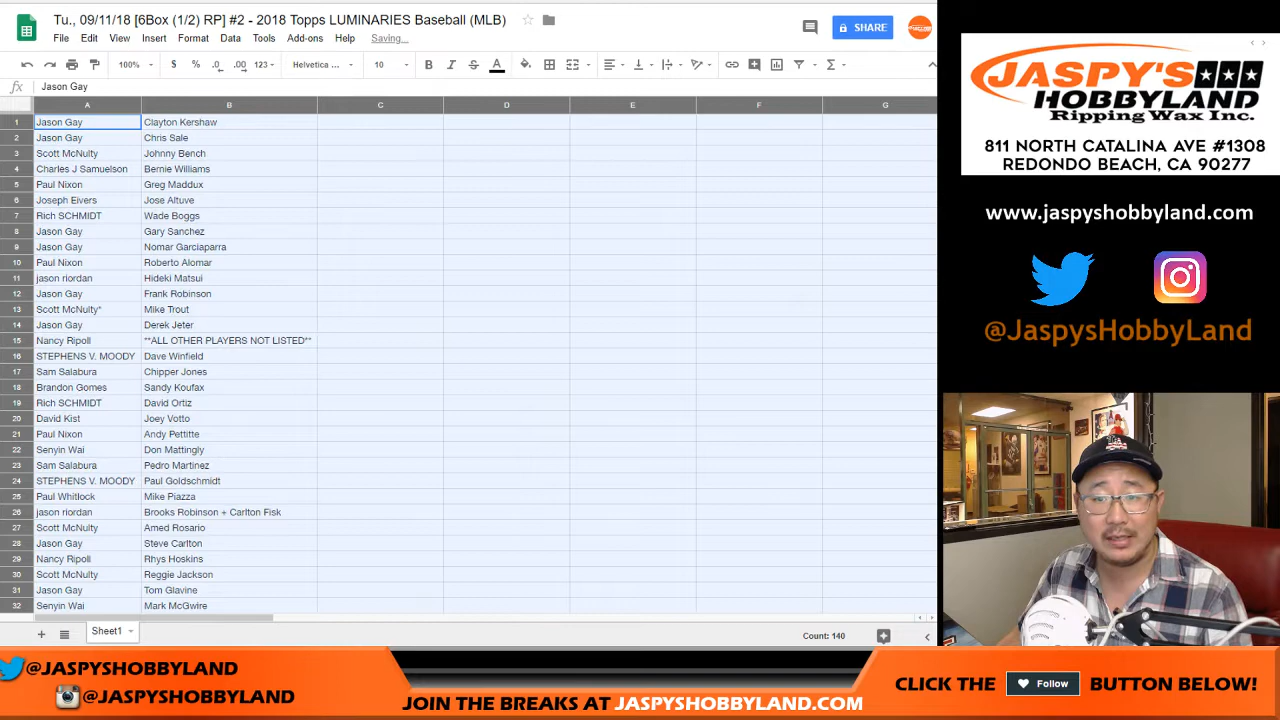 Tu., 09/11/18 [6Box (1/2) RP] #2 - 2018 Topps LUMINARIES Baseball (MLB)
File Edit View Insert Format Data Tools Add-ons Help Saving...
SHARE
100% $ % .0 .00 123 Helvetica ... 10 B I S A
fx Jason Gay
A B C D E F G
1 Jason Gay Clayton Kershaw
2 Jason Gay Chris Sale
3 Scott McNulty Johnny Bench
4 Charles J Samuelson Bernie Williams
5 Paul Nixon Greg Maddux
6 Joseph Eivers Jose Altuve
7 Rich SCHMIDT Wade Boggs
8 Jason Gay Gary Sanchez
9 Jason Gay Nomar Garciaparra
10 Paul Nixon Roberto Alomar
11 jason riordan Hideki Matsui
12 Jason Gay Frank Robinson
13 Scott McNulty* Mike Trout
14 Jason Gay Derek Jeter
15 Nancy Ripoll **ALL OTHER PLAYERS NOT LISTED**
16 STEPHENS V. MOODY Dave Winfield
17 Sam Salabura Chipper Jones
18 Brandon Gomes Sandy Koufax
19 Rich SCHMIDT David Ortiz
20 David Kist Joey Votto
21 Paul Nixon Andy Pettitte
22 Senyin Wai Don Mattingly
23 Sam Salabura Pedro Martinez
24 STEPHENS V. MOODY Paul Goldschmidt
25 Paul Whitlock Mike Piazza
26 jason riordan Brooks Robinson + Carlton Fisk
27 Scott McNulty Amed Rosario
28 Jason Gay Steve Carlton
29 Nancy Ripoll Rhys Hoskins
30 Scott McNulty Reggie Jackson
31 Jason Gay Tom Glavine
32 Senyin Wai Mark McGwire
Sheet1
Count: 140
JASPY'S
HOBBYLAND
Ripping Wax Inc.
811 NORTH CATALINA AVE #1308
REDONDO BEACH, CA 90277
www.jaspyshobbyland.com
@JaspysHobbyLand
@JASPYSHOBBYLAND
@JASPYSHOBBYLAND
JOIN THE BREAKS AT JASPYSHOBBYLAND.COM
CLICK THE Follow BUTTON BELOW!